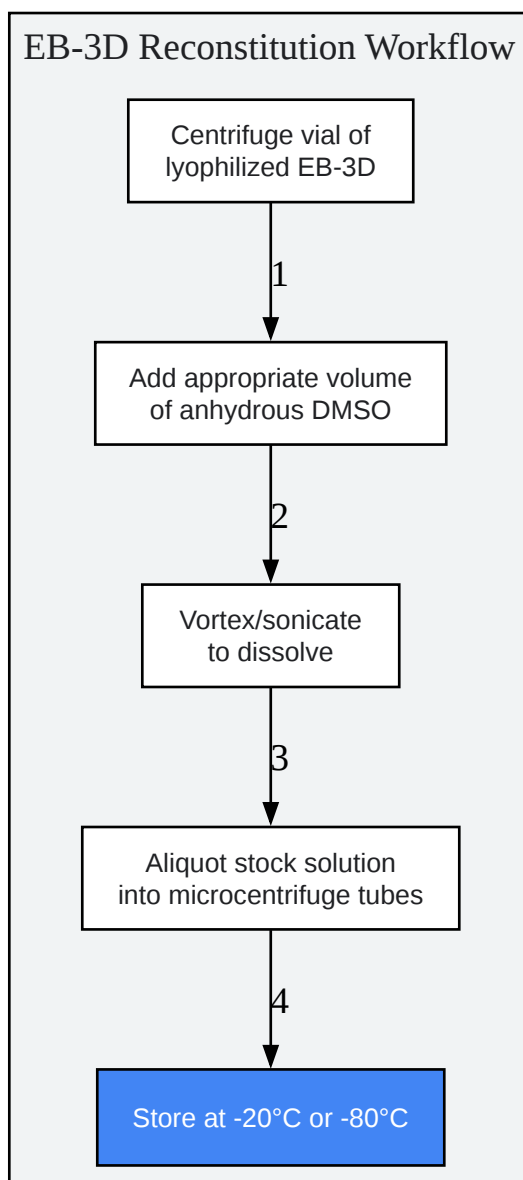 EB-3D Reconstitution Workflow
Centrifuge vial of
lyophilized EB-3D
1
Add appropriate volume
of anhydrous DMSO
2
Vortex/sonicate
to dissolve
3
Aliquot stock solution
into microcentrifuge tubes
4
Store at -20°C or -80°C